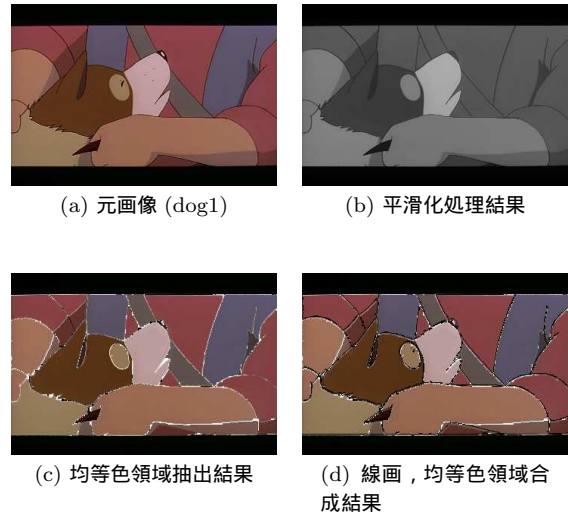 (a) 元画像 (dog1)
(b) 平滑化処理結果
(c) 均等色領域抽出結果
(d) 線画，均等色領域合
成結果